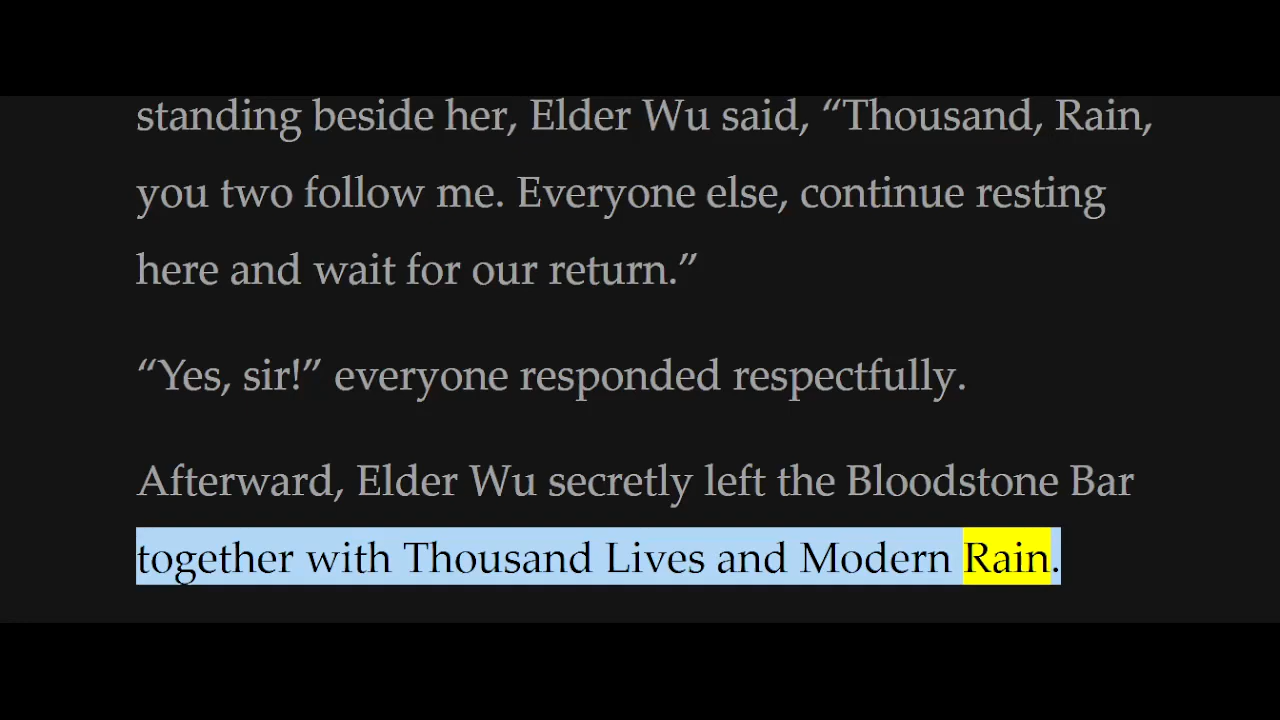 standing beside her, Elder Wu said, “Thousand, Rain,
you two follow me. Everyone else, continue resting
here and wait for our return.”
“Yes, sir!” everyone responded respectfully.
Afterward, Elder Wu secretly left the Bloodstone Bar
together with Thousand Lives and Modern Rain.